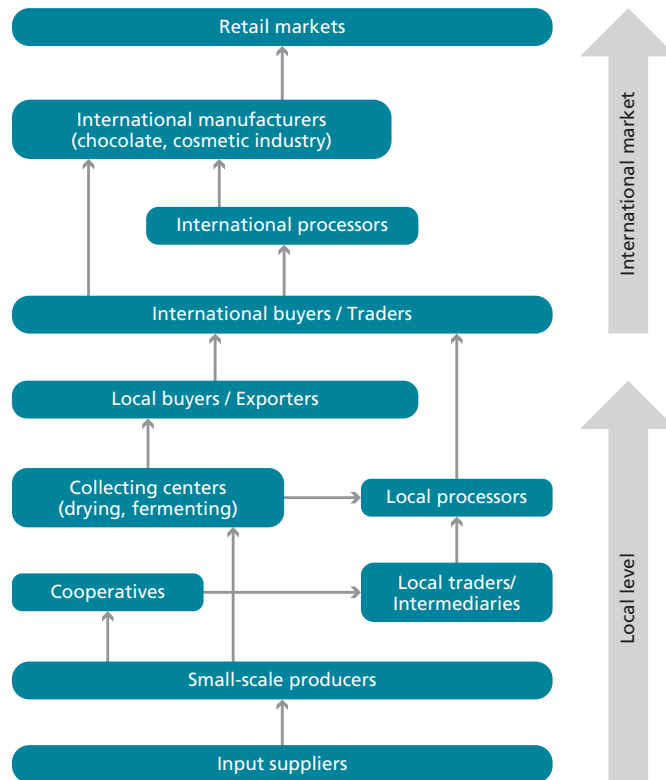 Retail markets
International manufacturers
(chocolate, cosmetic industry)
International processors
International buyers / Traders
International market
Local buyers / Exporters
Collecting centers
(drying, fermenting)
Local processors
Cooperatives
Local traders/
Intermediaries
Local level
Small-scale producers
Input suppliers